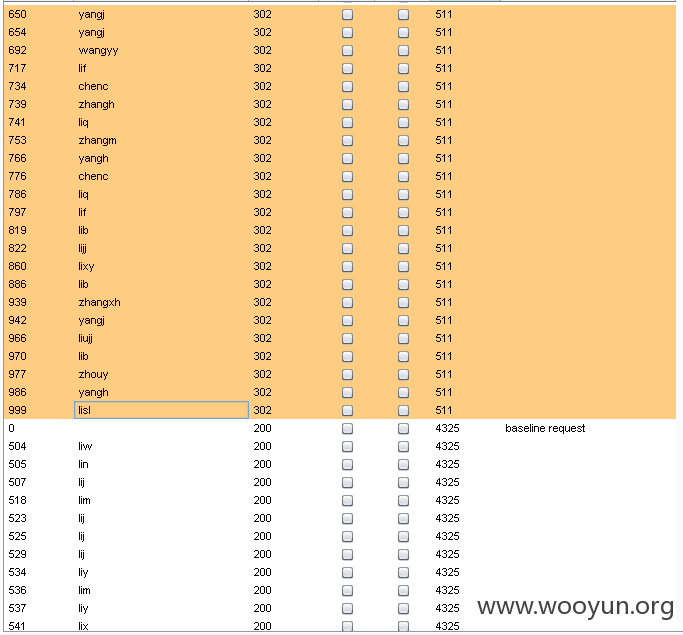 650 yangj 302 511
654 yangj 302 511
692 wangyy 302 511
717 lif 302 511
734 chenc 302 511
739 zhangh 302 511
741 liq 302 511
753 zhangm 302 511
766 yangh 302 511
776 chenc 302 511
786 liq 302 511
797 lif 302 511
819 lib 302 511
822 lijj 302 511
860 lixy 302 511
886 lib 302 511
939 zhangxh 302 511
942 yangj 302 511
966 liujj 302 511
970 lib 302 511
977 zhouy 302 511
986 yangh 302 511
999 lisl 302 511
0 200 4325 baseline request
504 liw 200 4325
505 lin 200 4325
507 lij 200 4325
518 lim 200 4325
523 lij 200 4325
525 lij 200 4325
529 lij 200 4325
534 liy 200 4325
536 lim 200 4325
537 liy 200 4325
541 lix 200 4325
www.wooyun.org